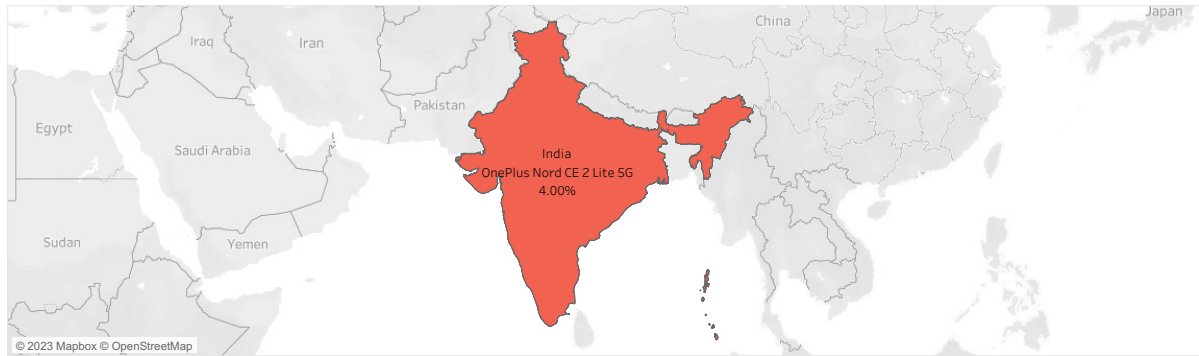 China
Japan
Iraq
Iran
Pakistan
Egypt
Saudi Arabia
India
OnePlus Nord CE 2 Lite 5G
4.00%
Sudan
Yemen
© 2023 Mapbox © OpenStreetMap